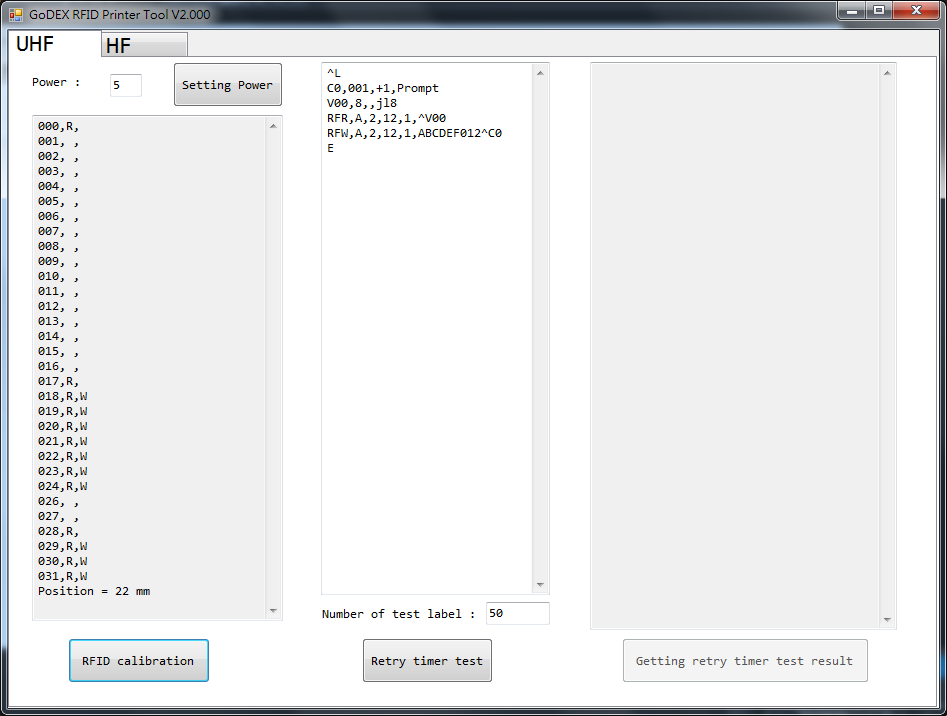 GoDEX RFID Printer Tool V2.000
UHF
HF
Power :
5
Setting Power
000,R,
001, ,
002, ,
003, ,
004, ,
005, ,
006, ,
007, ,
008, ,
009, ,
010, ,
011, ,
012, ,
013, ,
014, ,
015, ,
016, ,
017,R,
018,R,W
019,R,W
020,R,W
021,R,W
022,R,W
023,R,W
024,R,W
026, ,
027, ,
028,R,
029,R,W
030,R,W
031,R,W
Position = 22 mm
RFID calibration
^L
C0,001,+1,Prompt
V00,8,,jl8
RFR,A,2,12,1,^V00
RFW,A,2,12,1,ABCDEF012^C0
E
Number of test label :
50
Retry timer test
Getting retry timer test result